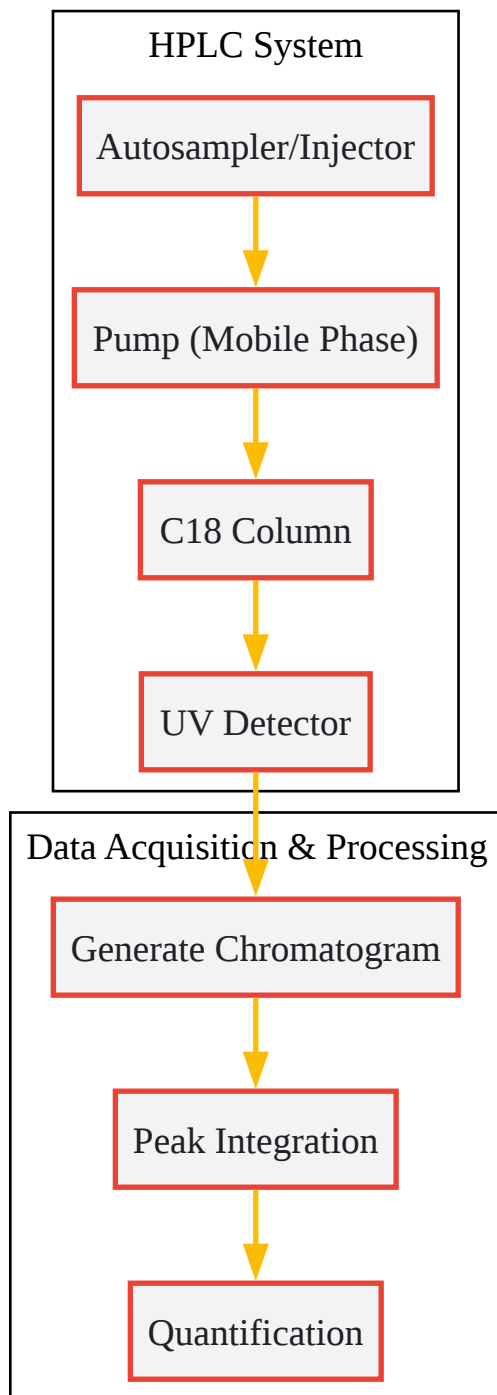 HPLC System
Autosampler/Injector
Pump (Mobile Phase)
C18 Column
UV Detector
Data Acquisition & Processing
Generate Chromatogram
Peak Integration
Quantification